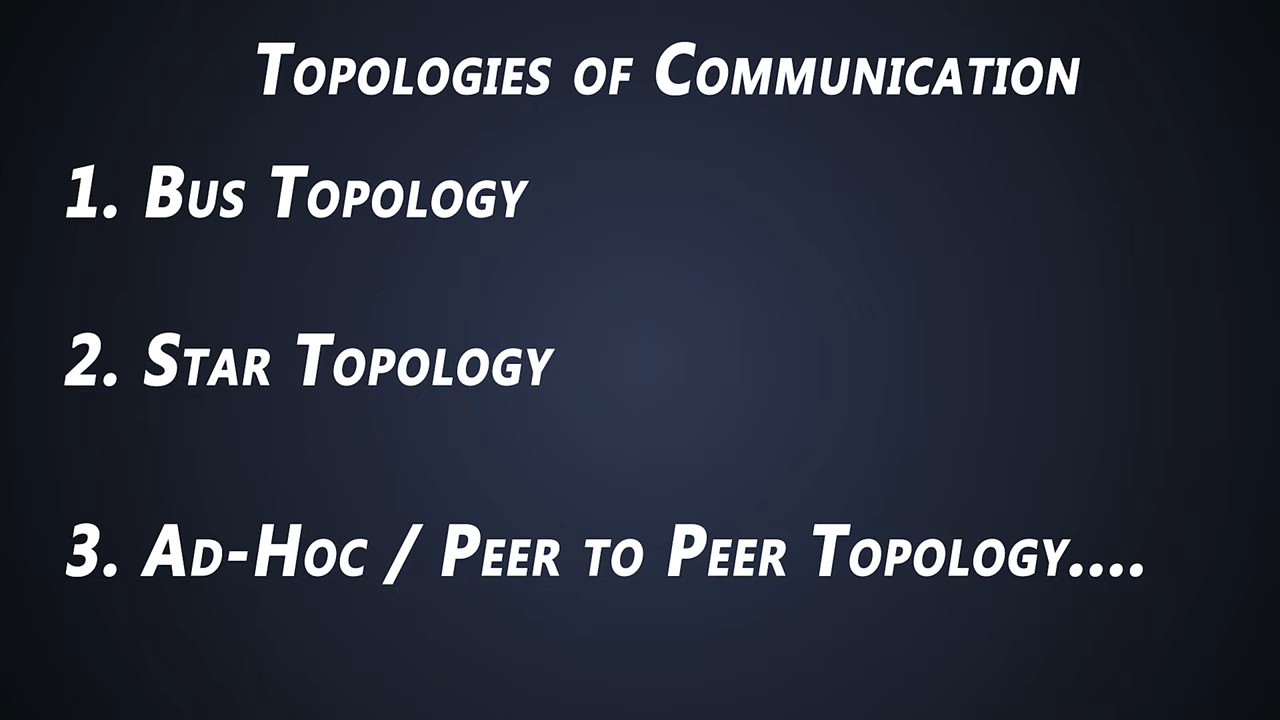 Topologies of Communication
1. Bus Topology
2. Star Topology
3. Ad-Hoc / Peer to Peer Topology....